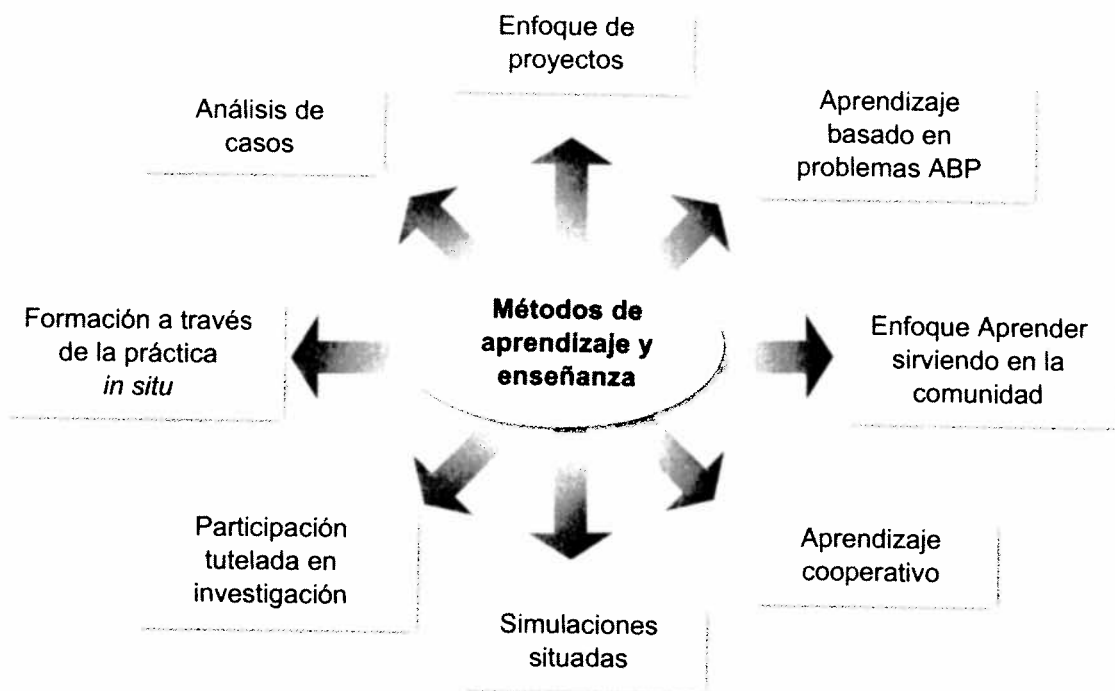 Enfoque de
proyectos
Análisis de
casos
Aprendizaje
basado en
problemas ABP
Formación a través
de la práctica
in situ
Métodos de
aprendizaje y
enseñanza
Enfoque Aprender
sirviendo en la
comunidad
Participación
tutelada en
investigación
Simulaciones
situadas
Aprendizaje
cooperativo